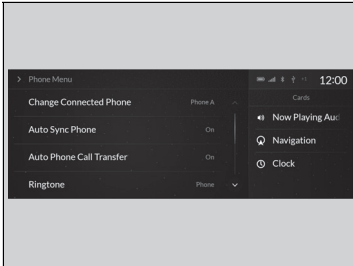 Phone Menu
12:00
Change Connected Phone Phone A
Auto Sync Phone On
Auto Phone Call Transfer On
Ringtone Phone
Cards
Now Playing Aud
Navigation
Clock